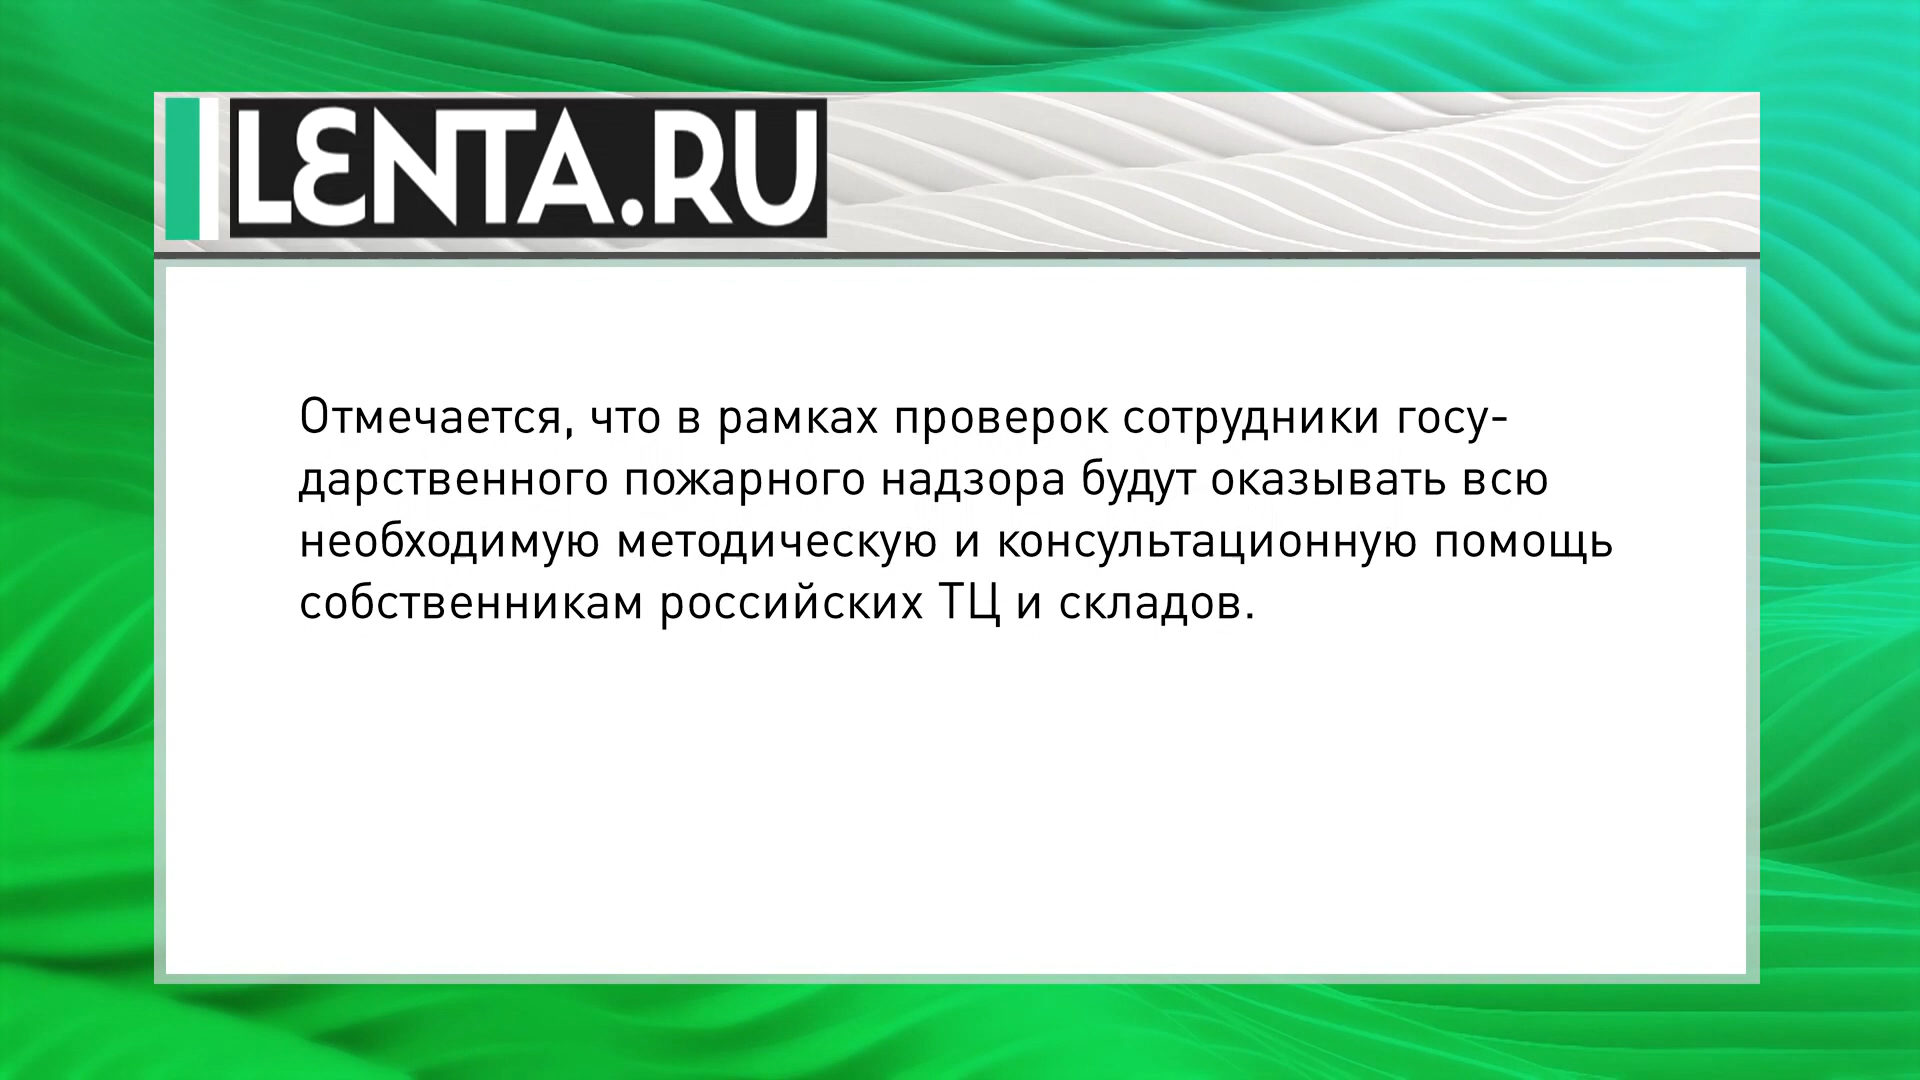 LENTA.RU
Отмечается, что в рамках проверок сотрудники госу-
дарственного пожарного надзора будут оказывать всю
необходимую методическую и консультационную помощь
собственникам российских ТЦ и складов.